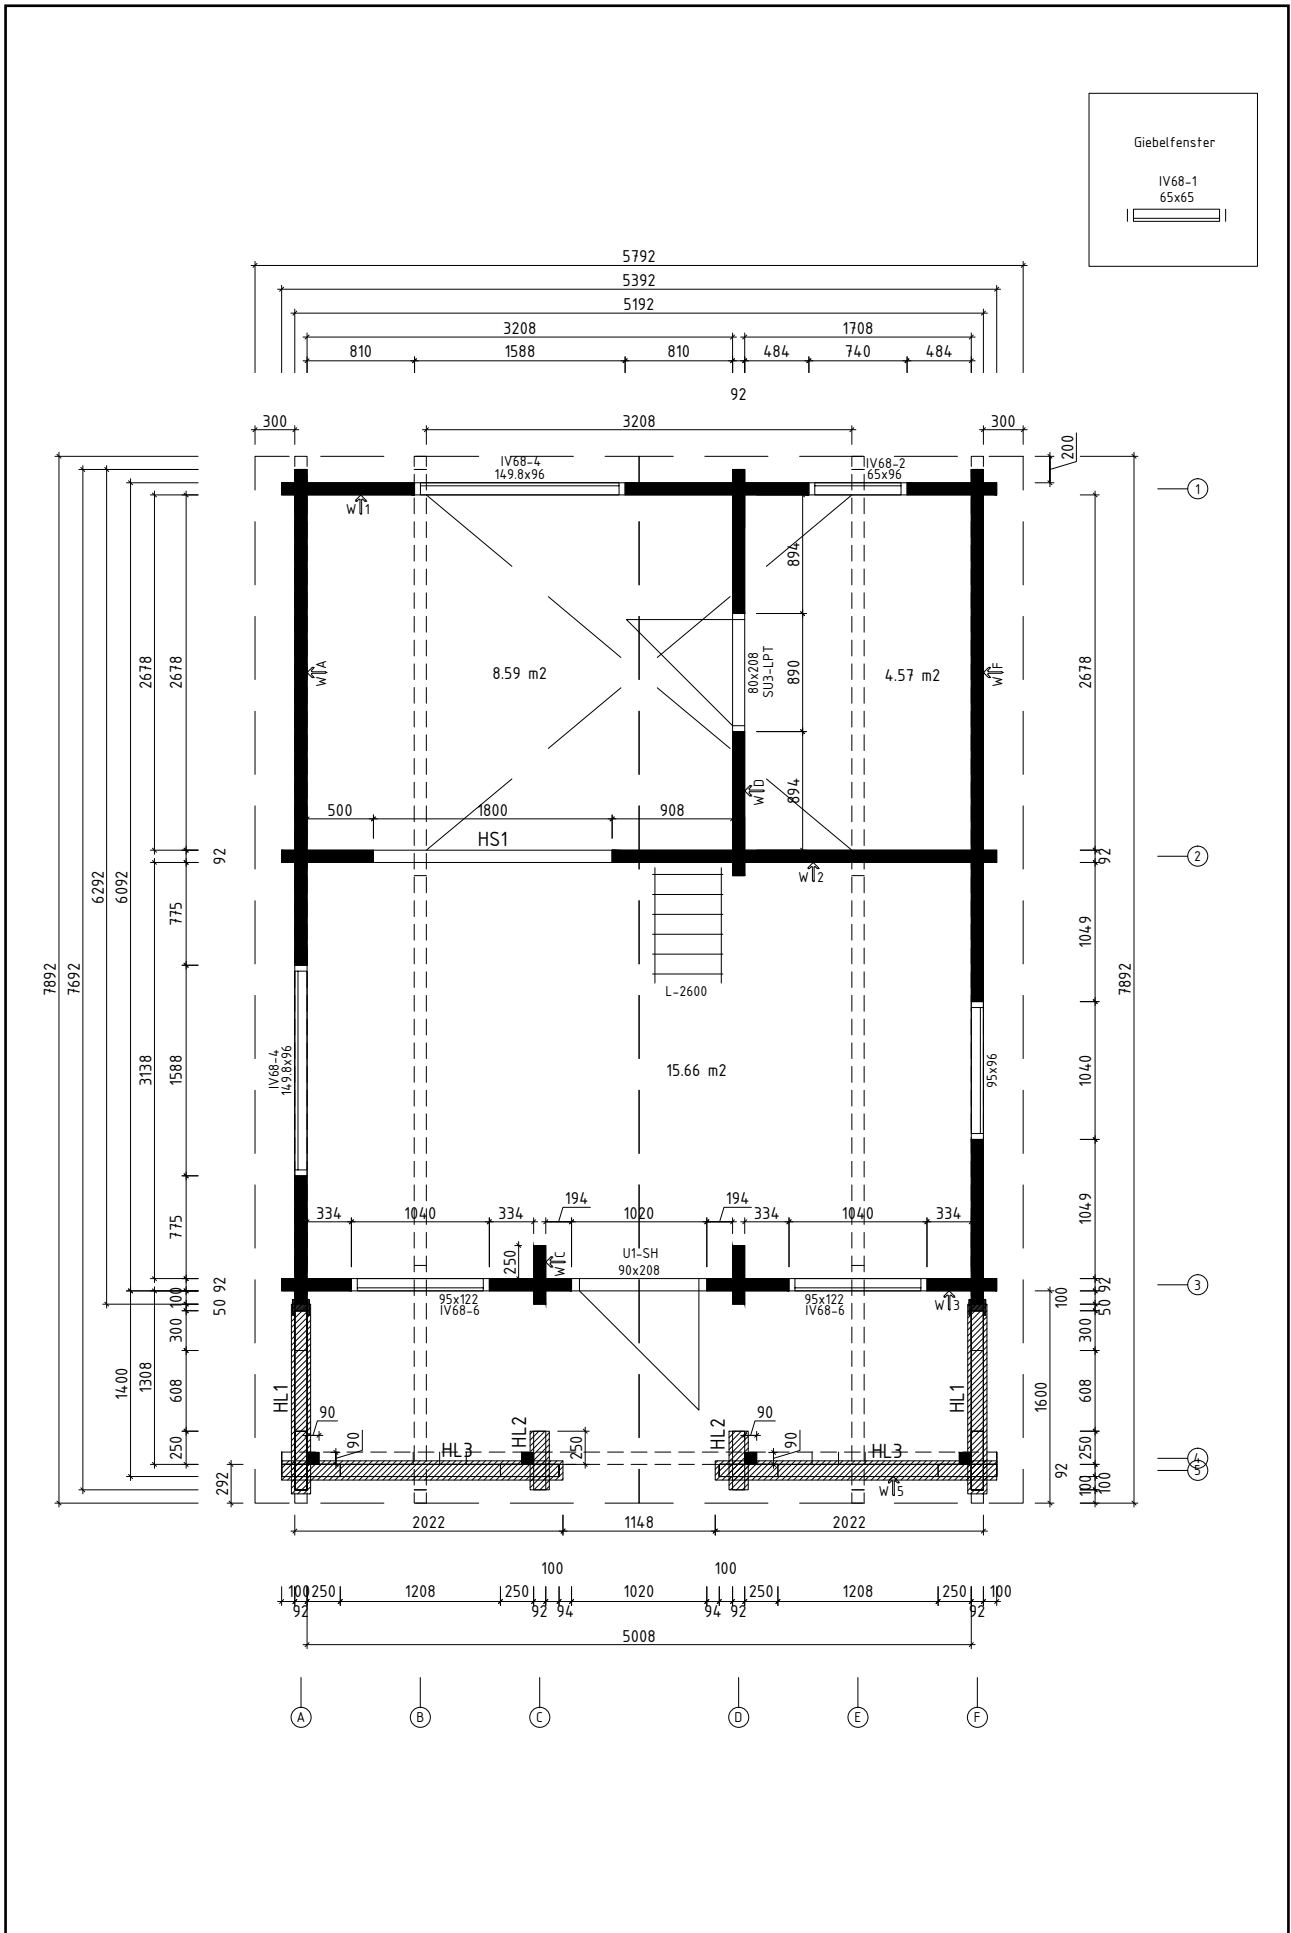 Giebelfenster
IV68-1
65x65
5792
5392
5192
3208 1708
810 1588 810 484 740 484
92
300 3208 300
200
IV68-4
149.8x96
IV68-2
65x96
1
W1
894
2678 2678
WA
8.59 m2
80x208
SU3-LPT
890
4.57 m2
WF
2678
WD
894
500 1800 908
HS1
92
92
2
W2
6292
6092
775
1049
7892
7692
L-2600
7892
3138
1588
IV68-4
149.8x96
15.66 m2
95x96
1040
775
1049
334 1040 334 194 1020 194 334 1040 334
250
WC
U1-SH
90x208
92
92
3
95x122
IV68-6
95x122
IV68-6
W3
100
50
100
50
300
300
1400
1308
608
HL1
HL1
608
1600
90
90
HL2
HL2
90
90
250
HL3
HL3
250
250
4
5
292
W5
92
100
100
2022 1148 2022
100 100
100 250 1208 250 1020 250 1208 250 100
92 92 94 94 92 92
5008
A B C D E F